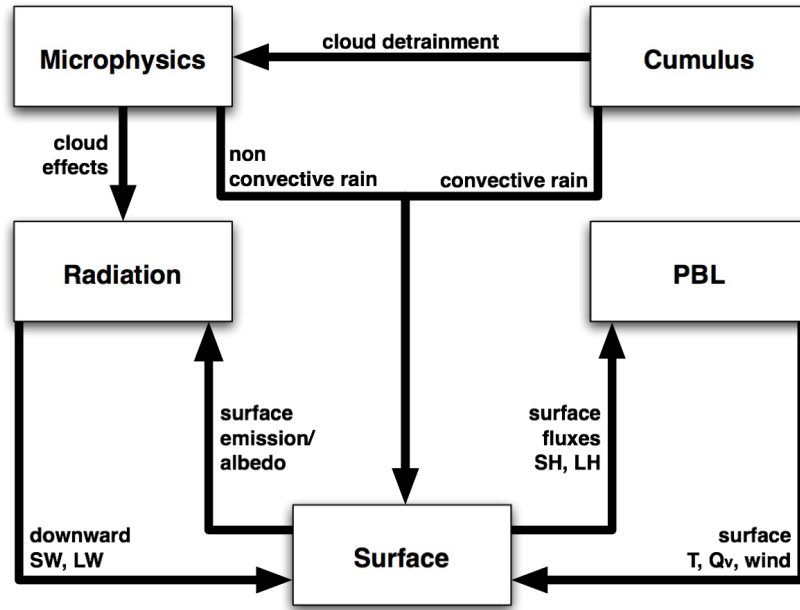 Microphysics
cloud detrainment
Cumulus
cloud
effects
non
convective rain
convective rain
Radiation
PBL
surface
emission/
albedo
surface
fluxes
SH, LH
downward
SW, LW
Surface
surface
T, Qv, wind